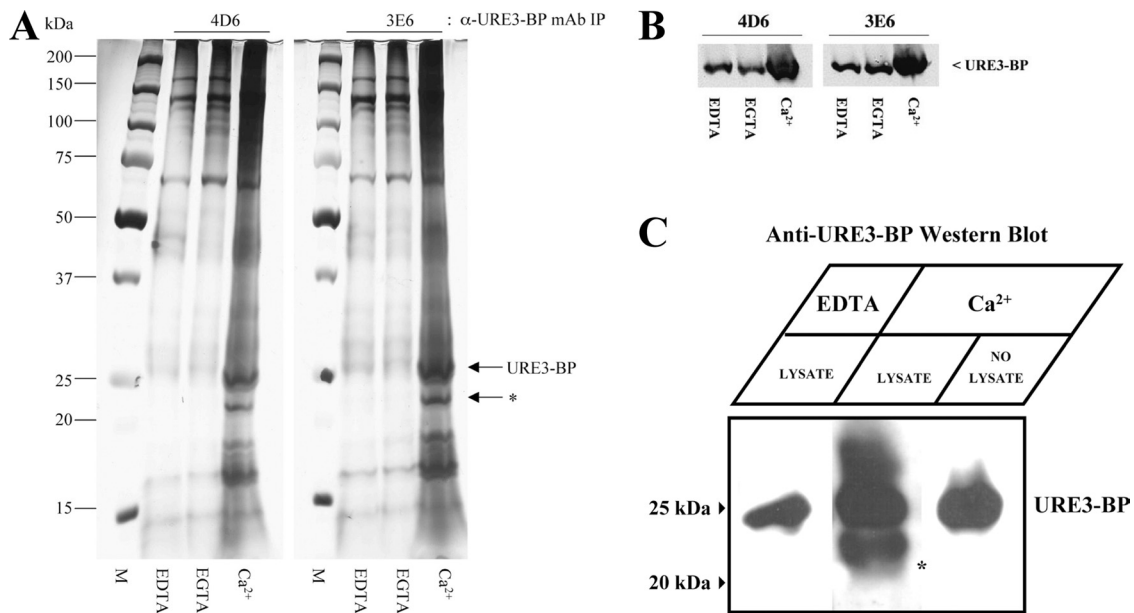 A
kDa
4D6
3E6
: α-URE3-BP mAb IP
200
150
100
75
50
37
25
20
15
URE3-BP
*
M
EDTA
EGTA
Ca²⁺
M
EDTA
EGTA
Ca²⁺
B
4D6
3E6
< URE3-BP
EDTA
EGTA
Ca²⁺
EDTA
EGTA
Ca²⁺
C
Anti-URE3-BP Western Blot
EDTA
Ca²⁺
LYSATE
LYSATE
NO
LYSATE
25 kDa
URE3-BP
*
20 kDa